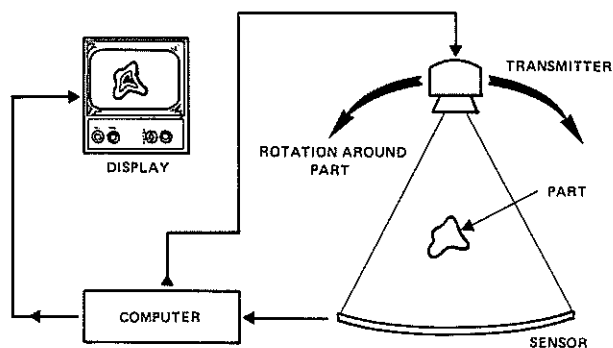 TRANSMITTER
ROTATION AROUND
PART
DISPLAY
PART
COMPUTER
SENSOR